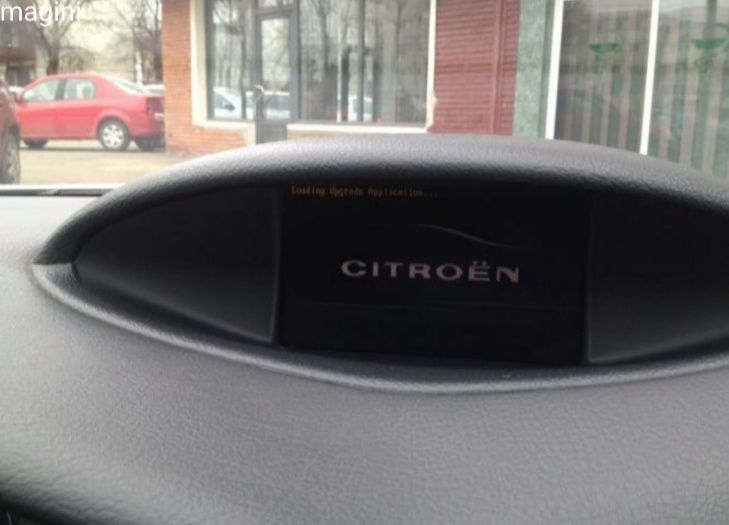 magini
Loading Upgrade Application...
CITROËN